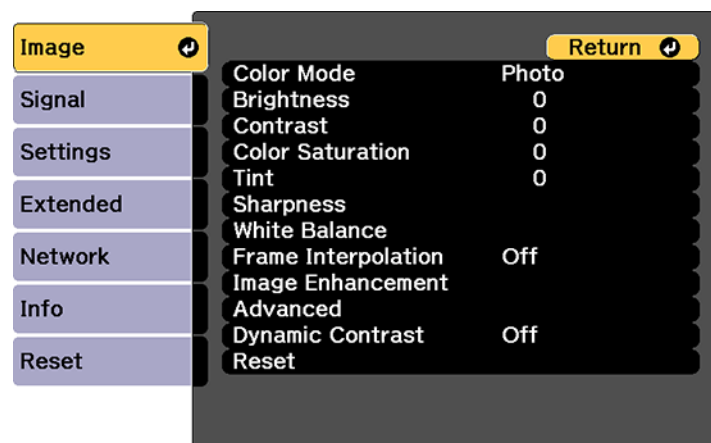 Image
Signal
Settings
Extended
Network
Info
Reset
Return
Color Mode Photo
Brightness 0
Contrast 0
Color Saturation 0
Tint 0
Sharpness
White Balance
Frame Interpolation Off
Image Enhancement
Advanced
Dynamic Contrast Off
Reset